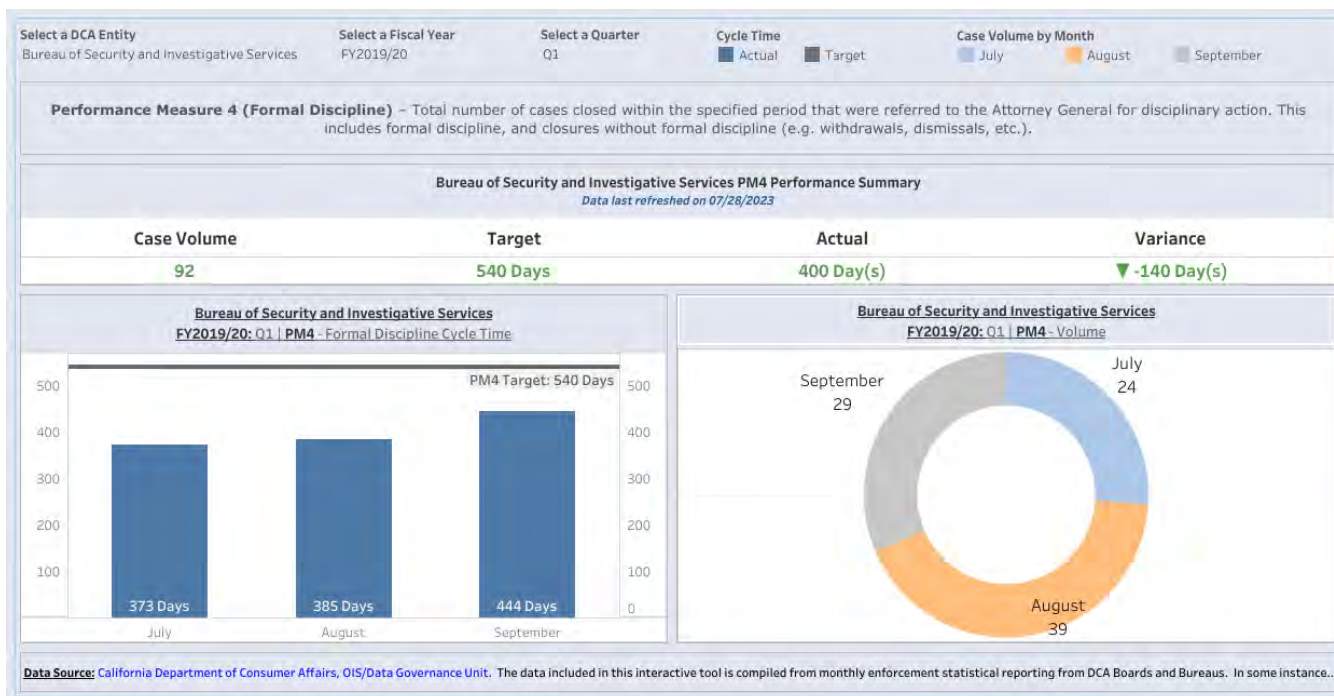 Select a DCA Entity
Select a Fiscal Year
Select a Quarter
Cycle Time
Case Volume by Month
Bureau of Security and Investigative Services
FY2019/20
Q1
Actual
Target
July
August
September
Performance Measure 4 (Formal Discipline) – Total number of cases closed within the specified period that were referred to the Attorney General for disciplinary action. This
includes formal discipline, and closures without formal discipline (e.g. withdrawals, dismissals, etc.).
Bureau of Security and Investigative Services PM4 Performance Summary
Data last refreshed on 07/28/2023
Case Volume
Target
Actual
Variance
92
540 Days
400 Day(s)
▼ -140 Day(s)
Bureau of Security and Investigative Services
FY2019/20: Q1 | PM4 - Formal Discipline Cycle Time
PM4 Target: 540 Days
500
400
300
200
100
500
400
300
200
100
0
373 Days
385 Days
444 Days
July
August
September
Bureau of Security and Investigative Services
FY2019/20: Q1 | PM4 - Volume
September
29
July
24
August
39
Data Source: California Department of Consumer Affairs, OIS/Data Governance Unit. The data included in this interactive tool is compiled from monthly enforcement statistical reporting from DCA Boards and Bureaus. In some instance...